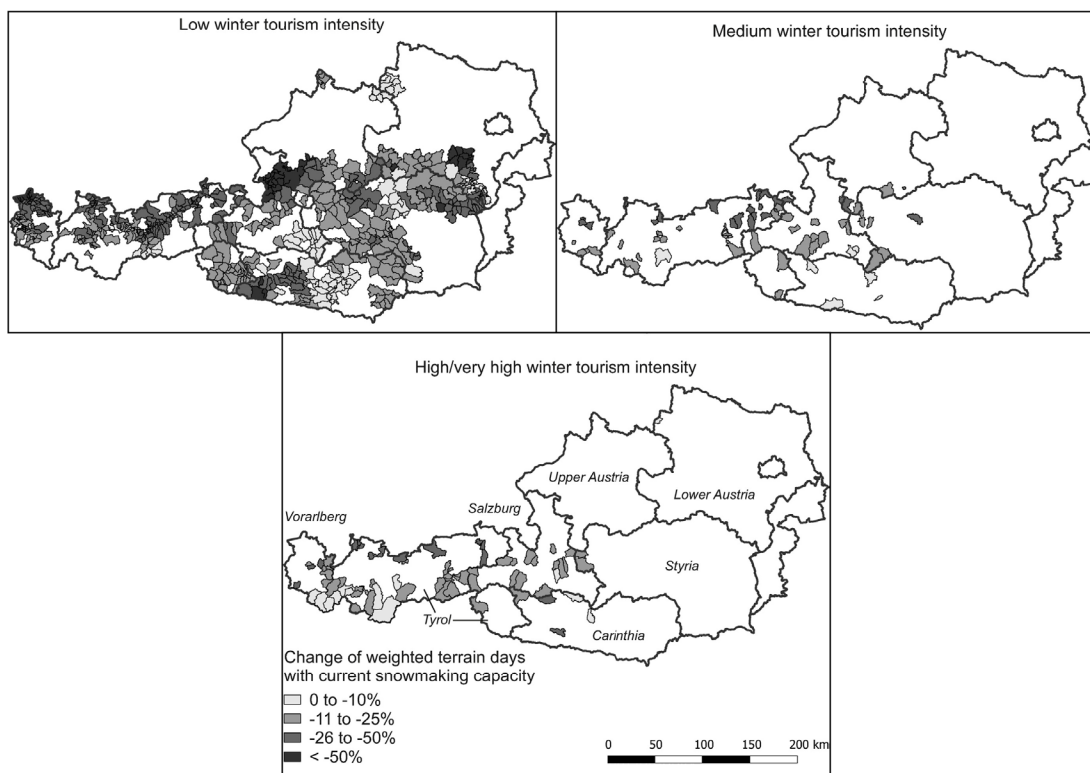 Low winter tourism intensity
Medium winter tourism intensity
High/very high winter tourism intensity
Upper Austria
Lower Austria
Salzburg
Vorarlberg
Styria
Tyrol
Carinthia
Change of weighted terrain days
with current snowmaking capacity
0 to -10%
-11 to -25%
-26 to -50%
< -50%
0 50 100 150 200 km